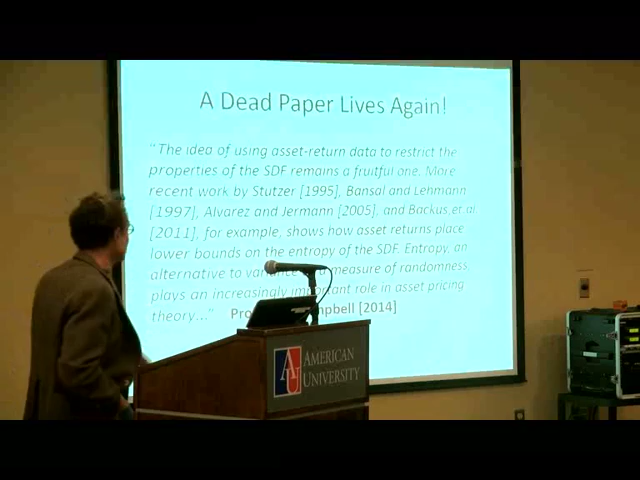 A Dead Paper Lives Again!
"The idea of using asset-return data to restrict the
properties of the SDF remains a fruitful one. More
recent work by Stutzer [1995], Bansal and Lehmann
[1997], Alvarez and Jermann [2005], and Backus,et.al.
[2011], for example, shows how asset returns place
lower bounds on the entropy of the SDF. Entropy, an
alternative to measure of randomness,
plays an increasingly important role in asset pricing
theory..." [2014]
AU
AMERICAN
UNIVERSITY